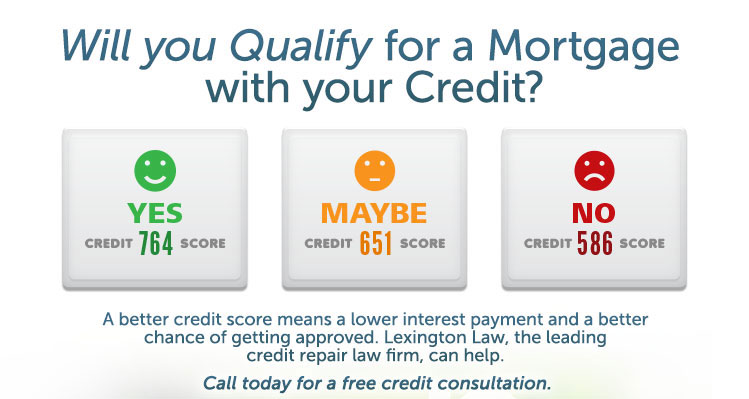 Will you Qualify for a Mortgage
with your Credit?
YES
CREDIT 764 SCORE
MAYBE
CREDIT 651 SCORE
NO
CREDIT 586 SCORE
A better credit score means a lower interest payment and a better
chance of getting approved. Lexington Law, the leading
credit repair law firm, can help.
Call today for a free credit consultation.